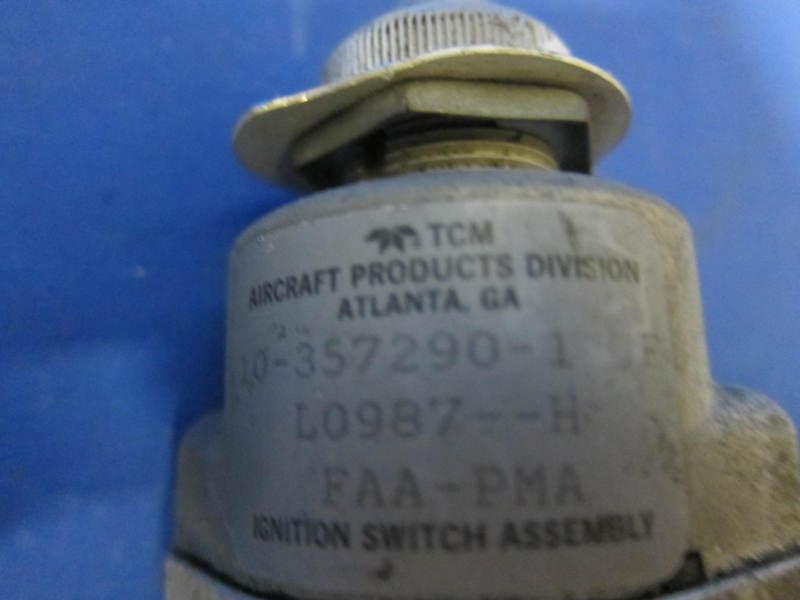 TCM
AIRCRAFT PRODUCTS DIVISION
ATLANTA, GA
10-357290-1 F
L0987--H
FAA-PMA
IGNITION SWITCH ASSEMBLY